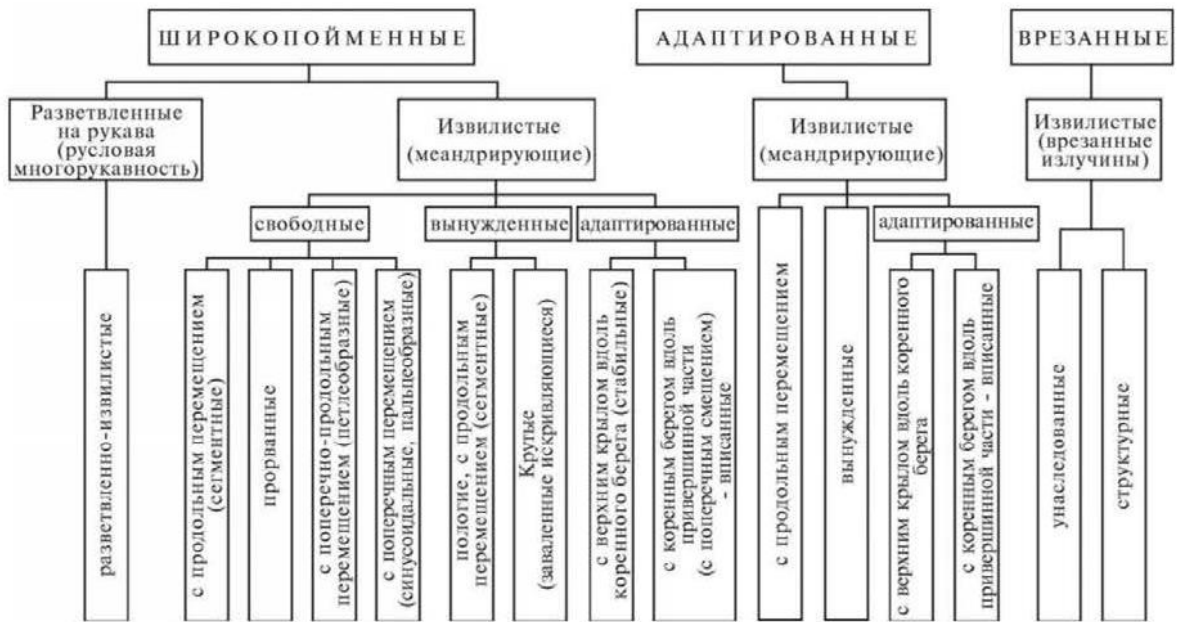 ШИРОКОПОЙМЕННЫЕ
АДАПТИРОВАННЫЕ
ВРЕЗАННЫЕ
Разветвленные
на рукава
(русловая
многорукавность)
Извилистые
(меандрирующие)
Извилистые
(меандрирующие)
Извилистые
(врезанные
излучины)
свободные
вынужденные
адаптированные
адаптированные
разветвленно-извилистые
с продольным перемещением
(сегментные)
прорванные
с поперечно-продольным
перемещением (петлеобразные)
с поперечным перемещением
(синусоидальные, пальцеобразные)
пологие, с продольным
перемещением (сегментные)
Крутые
(заваленные искривляющиеся)
с верхним крылом вдоль
коренного берега (стабильные)
с коренным берегом вдоль
привершинной части
(с поперечным смещением)
- вписанные
с продольным перемещением
вынужденные
с верхним крылом вдоль коренного
берега
с коренным берегом вдоль
привершинной части - вписанные
унаследованные
структурные